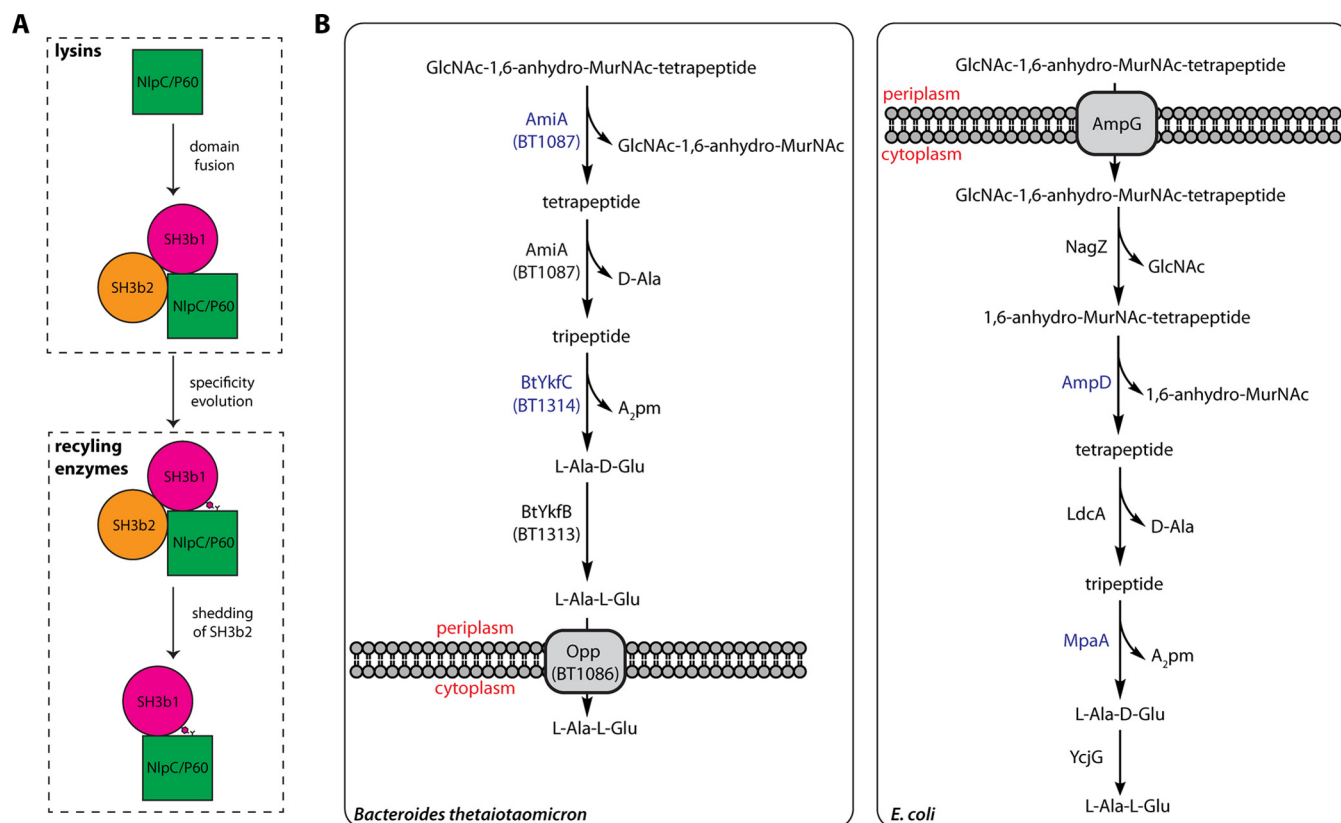 A
lysins
NlpC/P60
domain
fusion
SH3b1
SH3b2
NlpC/P60
specificity
evolution
recyling
enzymes
SH3b1
Y
SH3b2
NlpC/P60
shedding
of SH3b2
SH3b1
Y
NlpC/P60
B
GlcNAc-1,6-anhydro-MurNAc-tetrapeptide
AmiA
(BT1087)
GlcNAc-1,6-anhydro-MurNAc
tetrapeptide
AmiA
(BT1087)
D-Ala
tripeptide
BtYkfC
(BT1314)
A₂pm
L-Ala-D-Glu
BtYkfB
(BT1313)
L-Ala-L-Glu
periplasm
Opp
(BT1086)
cytoplasm
L-Ala-L-Glu
Bacteroides thetaiotaomicron
GlcNAc-1,6-anhydro-MurNAc-tetrapeptide
periplasm
AmpG
cytoplasm
GlcNAc-1,6-anhydro-MurNAc-tetrapeptide
NagZ
GlcNAc
1,6-anhydro-MurNAc-tetrapeptide
AmpD
1,6-anhydro-MurNAc
tetrapeptide
LdcA
D-Ala
tripeptide
MpaA
A₂pm
L-Ala-D-Glu
YcjG
L-Ala-L-Glu
E. coli